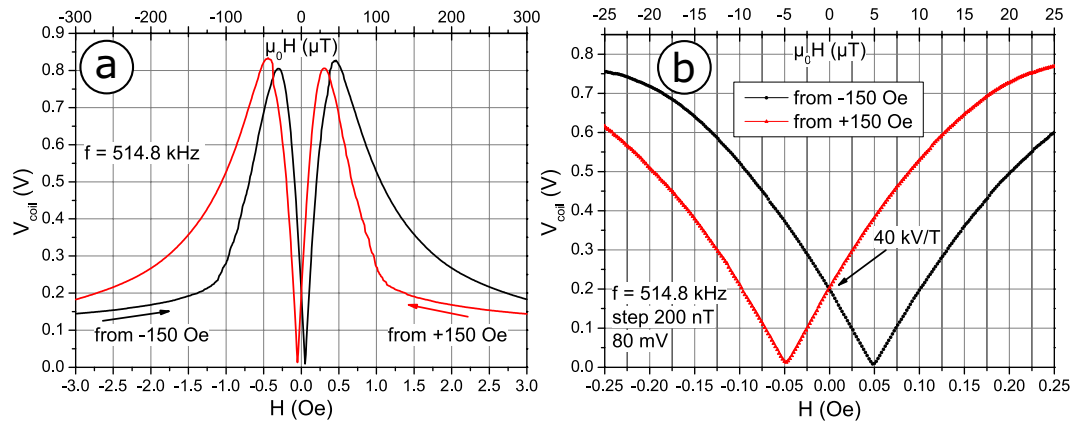 -300 -200 -100 0 100 200 300
μ₀H (μT)
a
0.9
0.8
0.7
0.6
0.5
0.4
0.3
0.2
0.1
0.0
V_coil (V)
f = 514.8 kHz
from -150 Oe
from +150 Oe
-3.0 -2.5 -2.0 -1.5 -1.0 -0.5 0.0 0.5 1.0 1.5 2.0 2.5 3.0
H (Oe)
-25 -20 -15 -10 -5 0 5 10 15 20 25
μ₀H (μT)
b
from -150 Oe
from +150 Oe
0.8
0.7
0.6
0.5
0.4
0.3
0.2
0.1
0.0
V_coil (V)
40 kV/T
f = 514.8 kHz
step 200 nT
80 mV
-0.25 -0.20 -0.15 -0.10 -0.05 0.00 0.05 0.10 0.15 0.20 0.25
H (Oe)